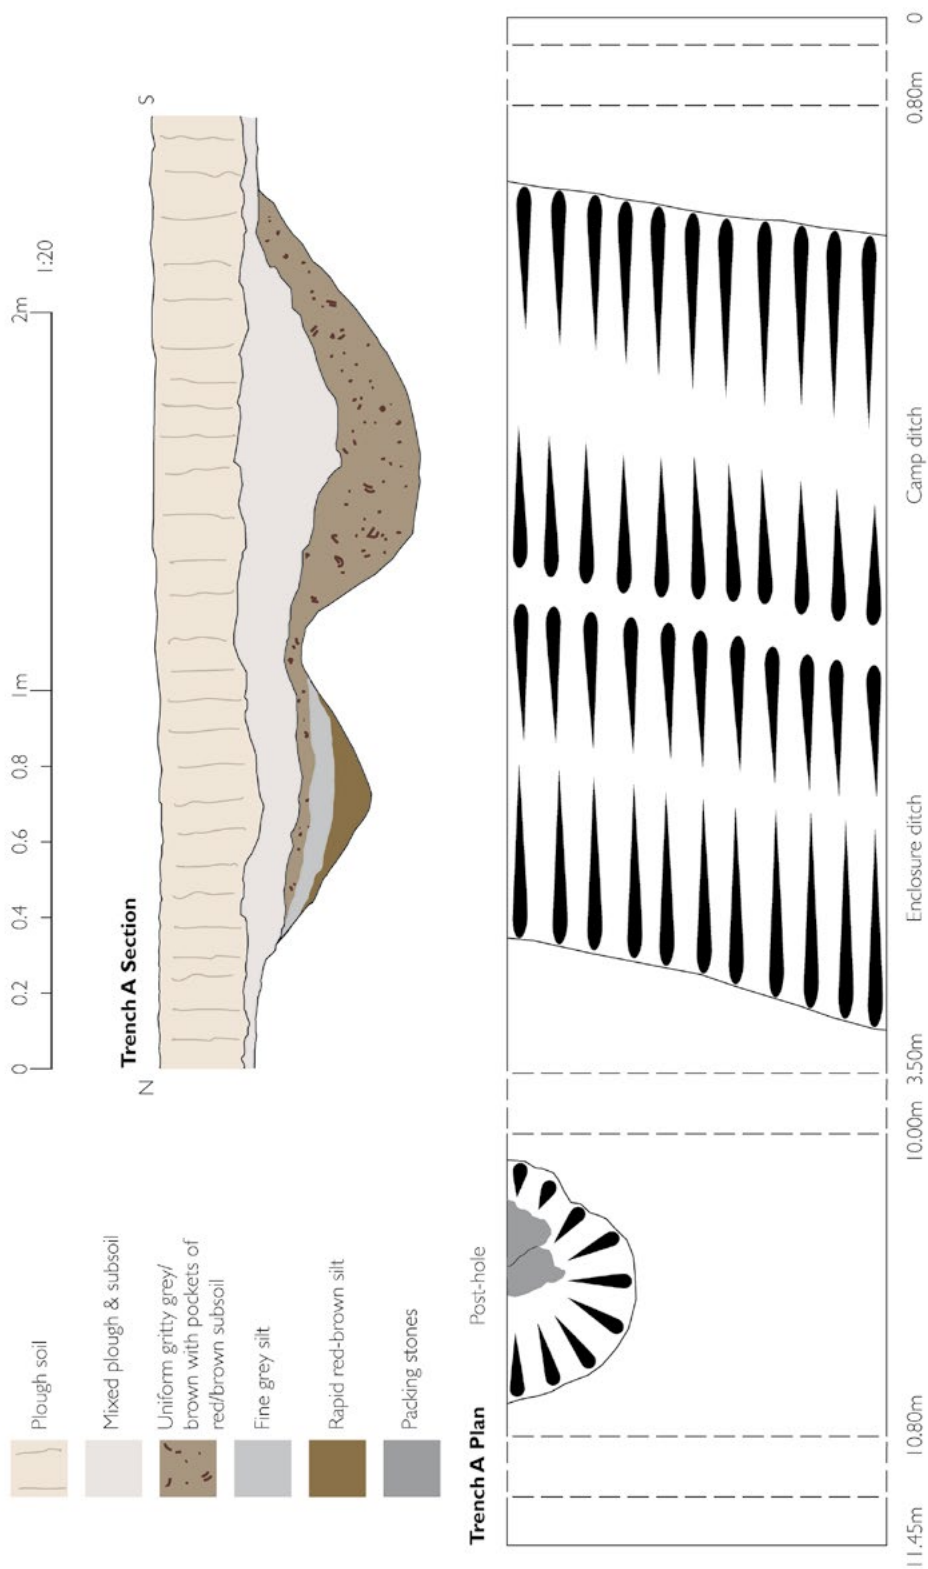 0
0.2
0.4
0.6
0.8
1m
2m
1:20
Trench A Section
N
S
Plough soil
Mixed plough & subsoil
Uniform gritty grey/
brown with pockets of
red/brown subsoil
Fine grey silt
Rapid red-brown silt
Packing stones
Trench A Plan
Post-hole
11.45m
10.80m
10.00m
3.50m
Enclosure ditch
Camp ditch
0.80m
0